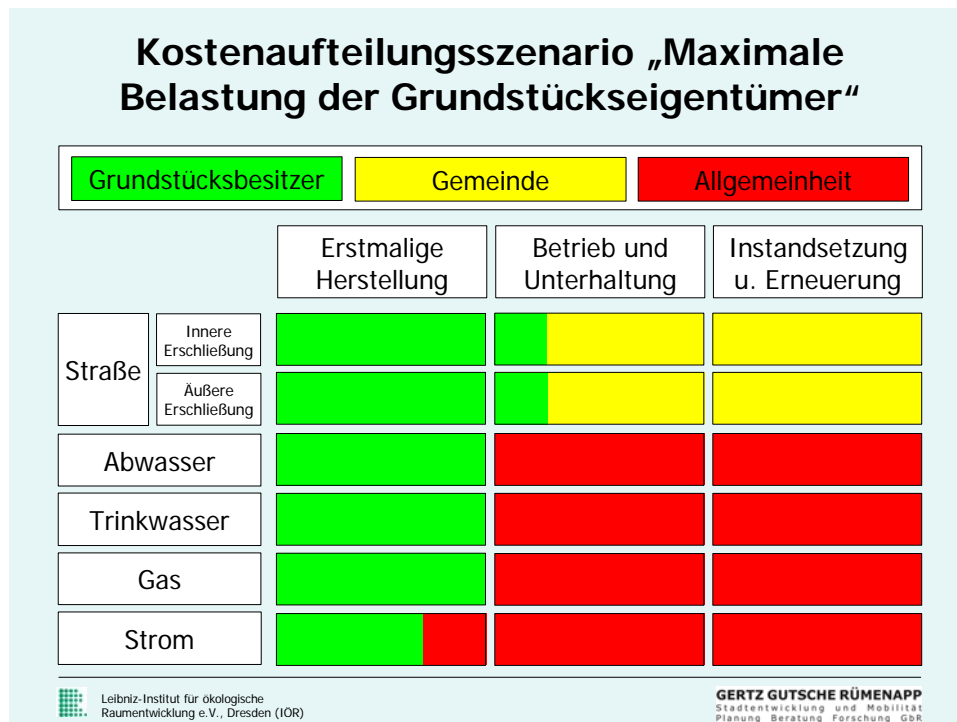 Kostenaufteilungsszenario „Maximale
Belastung der Grundstückseigentümer“
Grundstücksbesitzer
Gemeinde
Allgemeinheit
Erstmalige
Herstellung
Betrieb und
Unterhaltung
Instandsetzung
u. Erneuerung
Straße
Innere
Erschließung
Äußere
Erschließung
Abwasser
Trinkwasser
Gas
Strom
Leibniz-Institut für ökologische
Raumentwicklung e.V., Dresden (IÖR)
GERTZ GUTSCHE RÜMENAPP
Stadtentwicklung und Mobilität
Planung Beratung Forschung GbR